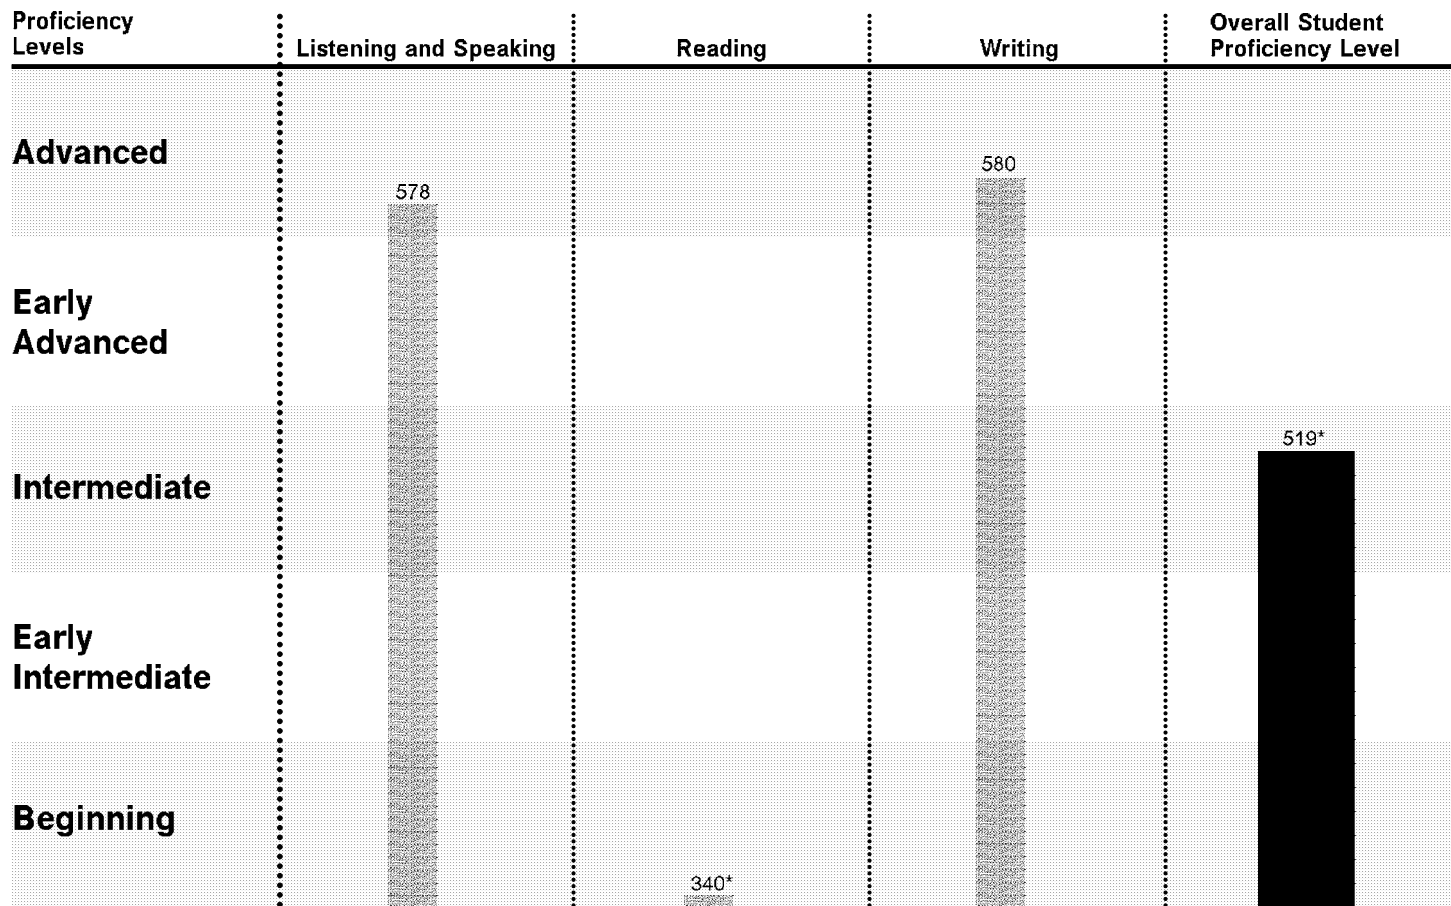 Proficiency
Levels
Listening and Speaking
Reading
Writing
Overall Student
Proficiency Level
Advanced
578
580
Early
Advanced
519*
Intermediate
Early
Intermediate
Beginning
340*